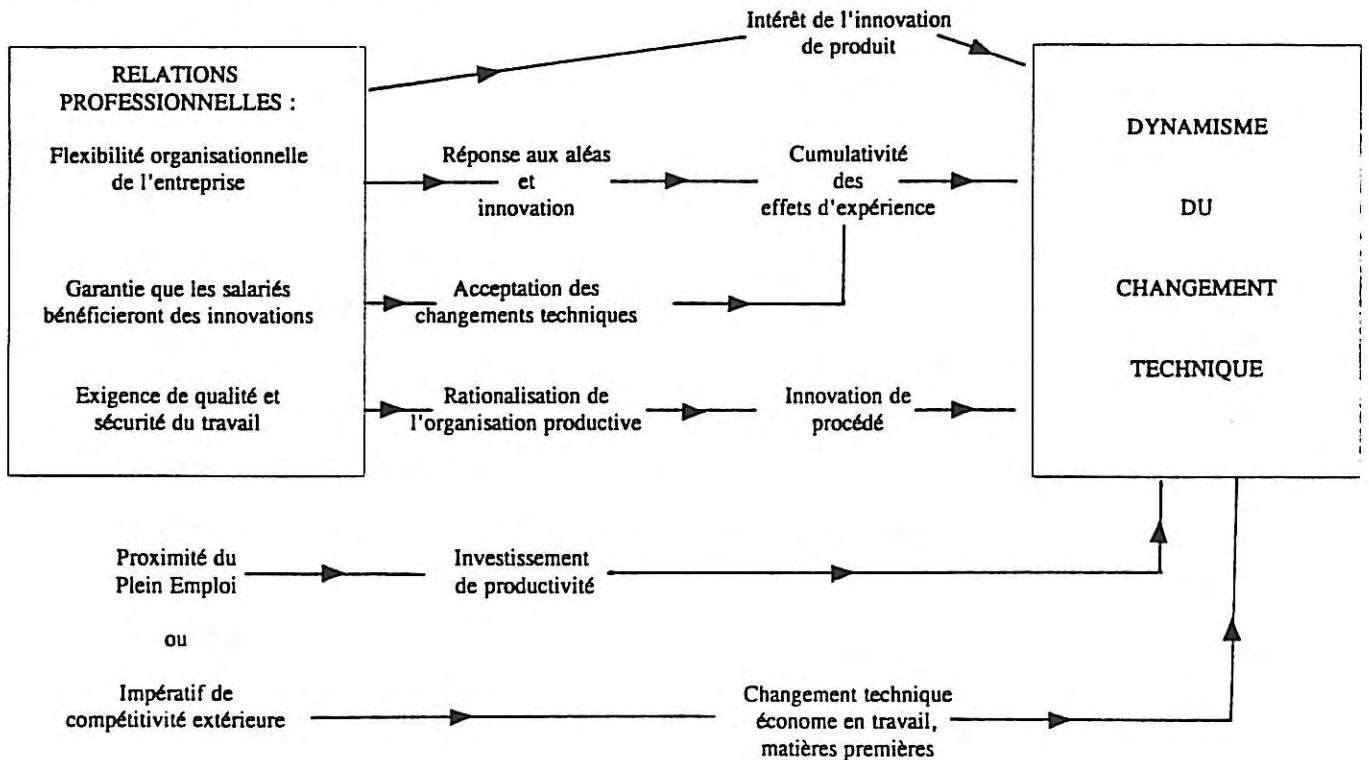 Intérêt de l'innovation
de produit
RELATIONS
PROFESSIONNELLES :
Flexibilité organisationnelle
de l'entreprise
Réponse aux aléas
et
innovation
Cumulativité
des
effets d'expérience
Garantie que les salariés
bénéficieront des innovations
Acceptation des
changements techniques
Exigence de qualité et
sécurité du travail
Rationalisation de
l'organisation productive
Innovation de
procédé
DYNAMISME
DU
CHANGEMENT
TECHNIQUE
Proximité du
Plein Emploi
Investissement
de productivité
ou
Impératif de
compétitivité extérieure
Changement technique
économe en travail,
matières premières